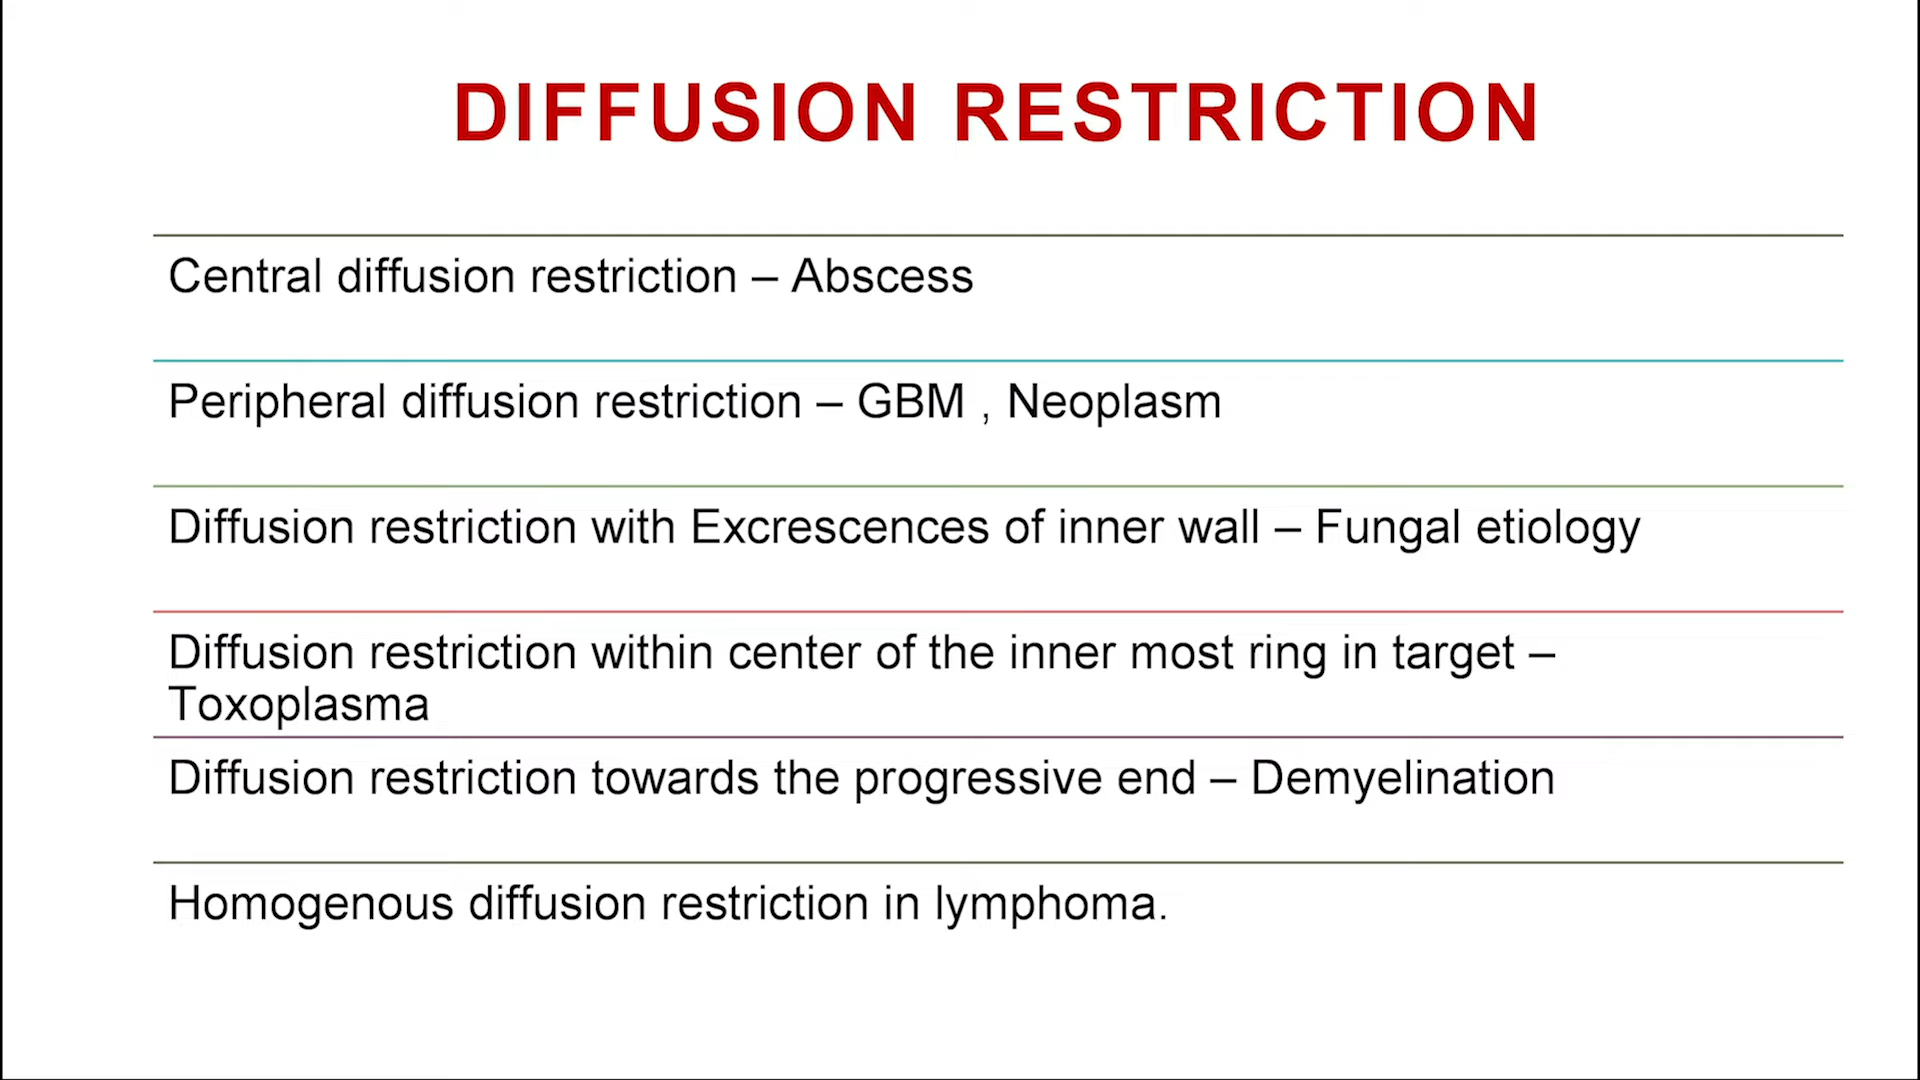 DIFFUSION RESTRICTION
Central diffusion restriction – Abscess
Peripheral diffusion restriction – GBM , Neoplasm
Diffusion restriction with Excrescences of inner wall – Fungal etiology
Diffusion restriction within center of the inner most ring in target –
Toxoplasma
Diffusion restriction towards the progressive end – Demyelination
Homogenous diffusion restriction in lymphoma.